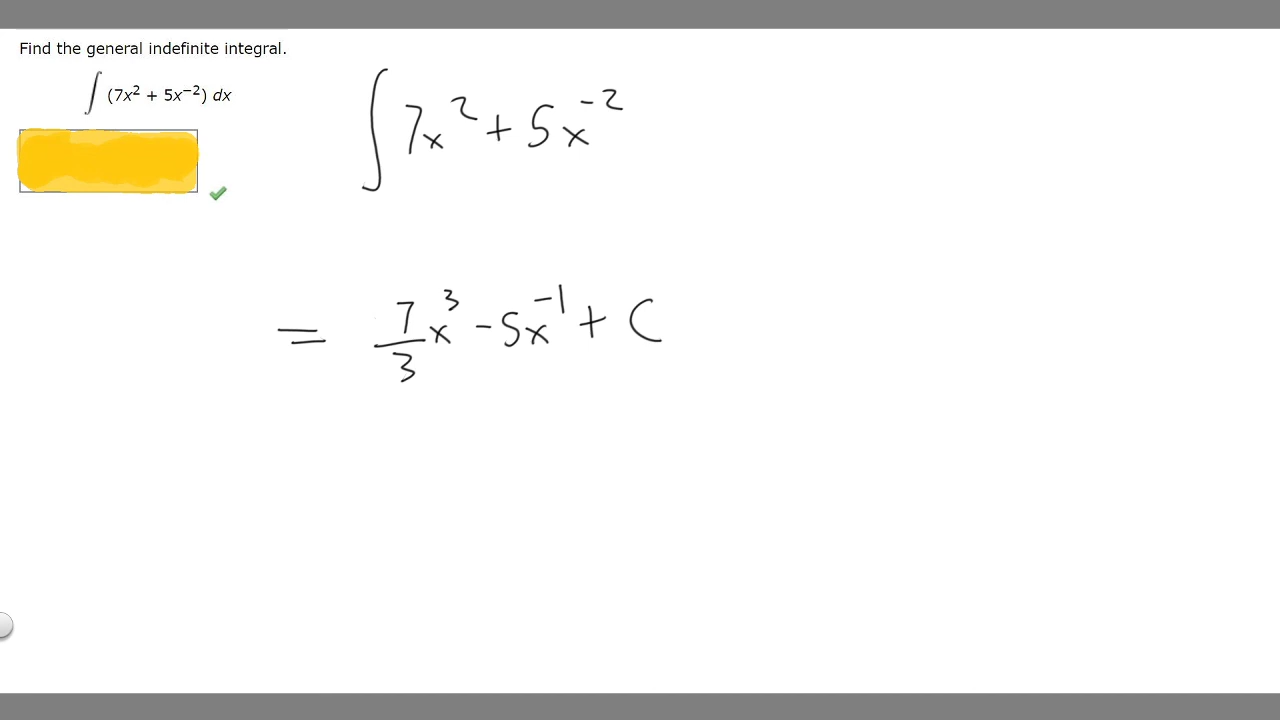 Find the general indefinite integral.
∫ (7x² + 5x⁻²) dx
∫ 7x² + 5x⁻²
= 7/3 x³ - 5x⁻¹ + C